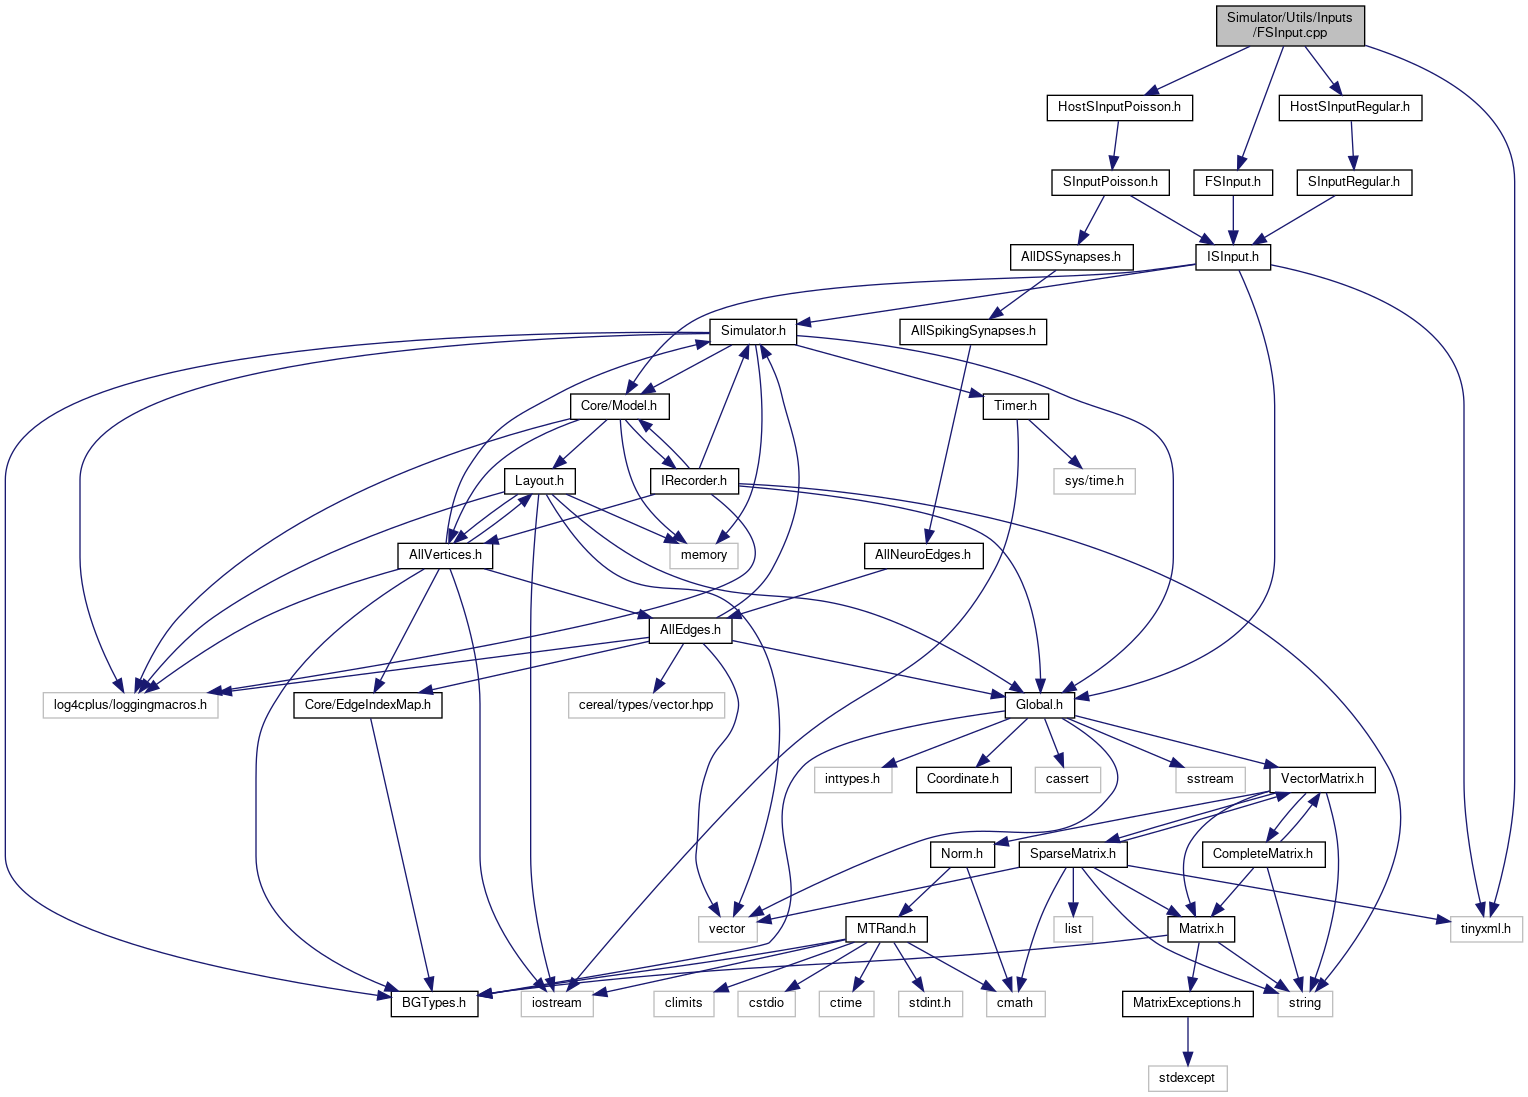 Simulator/Utils/Inputs
/FSInput.cpp
HostSInputPoisson.h
HostSInputRegular.h
SInputPoisson.h
FSInput.h
SInputRegular.h
AllDSSynapses.h
ISInput.h
Simulator.h
AllSpikingSynapses.h
Core/Model.h
Timer.h
Layout.h
IRecorder.h
sys/time.h
AllVertices.h
memory
AllNeuroEdges.h
AllEdges.h
log4cplus/loggingmacros.h
Core/EdgeIndexMap.h
cereal/types/vector.hpp
Global.h
inttypes.h
Coordinate.h
cassert
sstream
VectorMatrix.h
Norm.h
SparseMatrix.h
CompleteMatrix.h
vector
MTRand.h
list
Matrix.h
tinyxml.h
BGTypes.h
iostream
climits
cstdio
ctime
stdint.h
cmath
MatrixExceptions.h
string
stdexcept